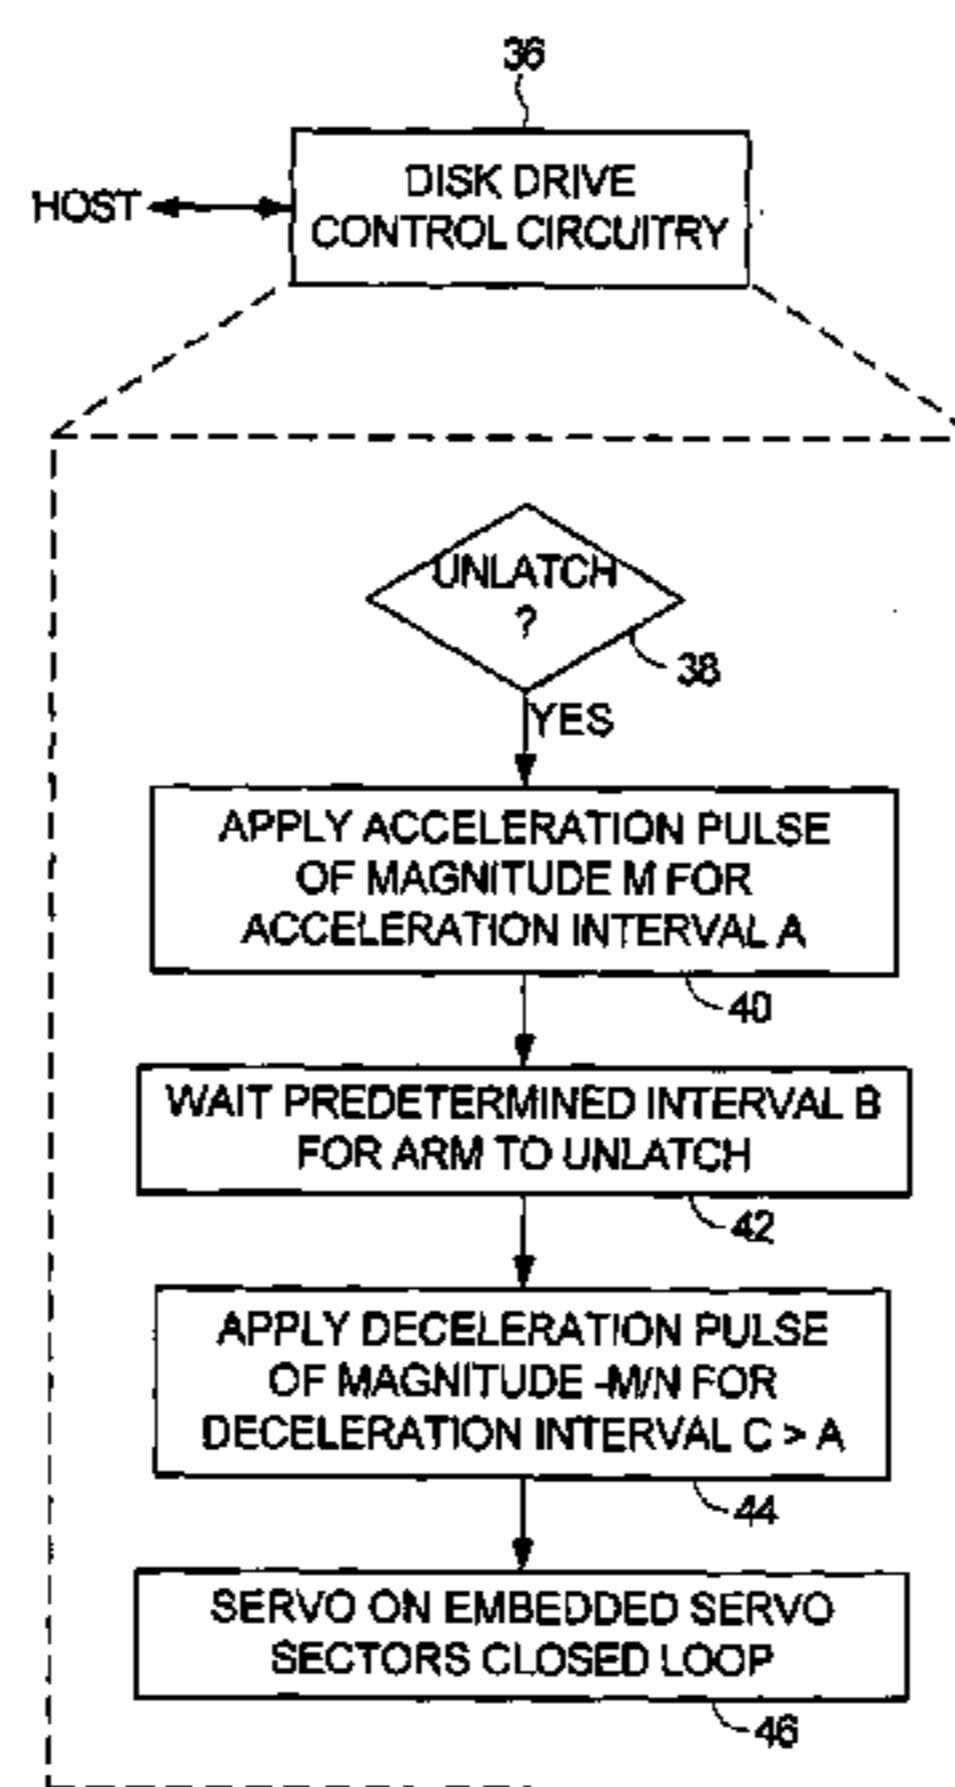 36
DISK DRIVE
CONTROL CIRCUITRY
HOST
UNLATCH
?
38
YES
APPLY ACCELERATION PULSE
OF MAGNITUDE M FOR
ACCELERATION INTERVAL A
40
WAIT PREDETERMINED INTERVAL B
FOR ARM TO UNLATCH
42
APPLY DECELERATION PULSE
OF MAGNITUDE -M/N FOR
DECELERATION INTERVAL C > A
44
SERVO ON EMBEDDED SERVO
SECTORS CLOSED LOOP
46